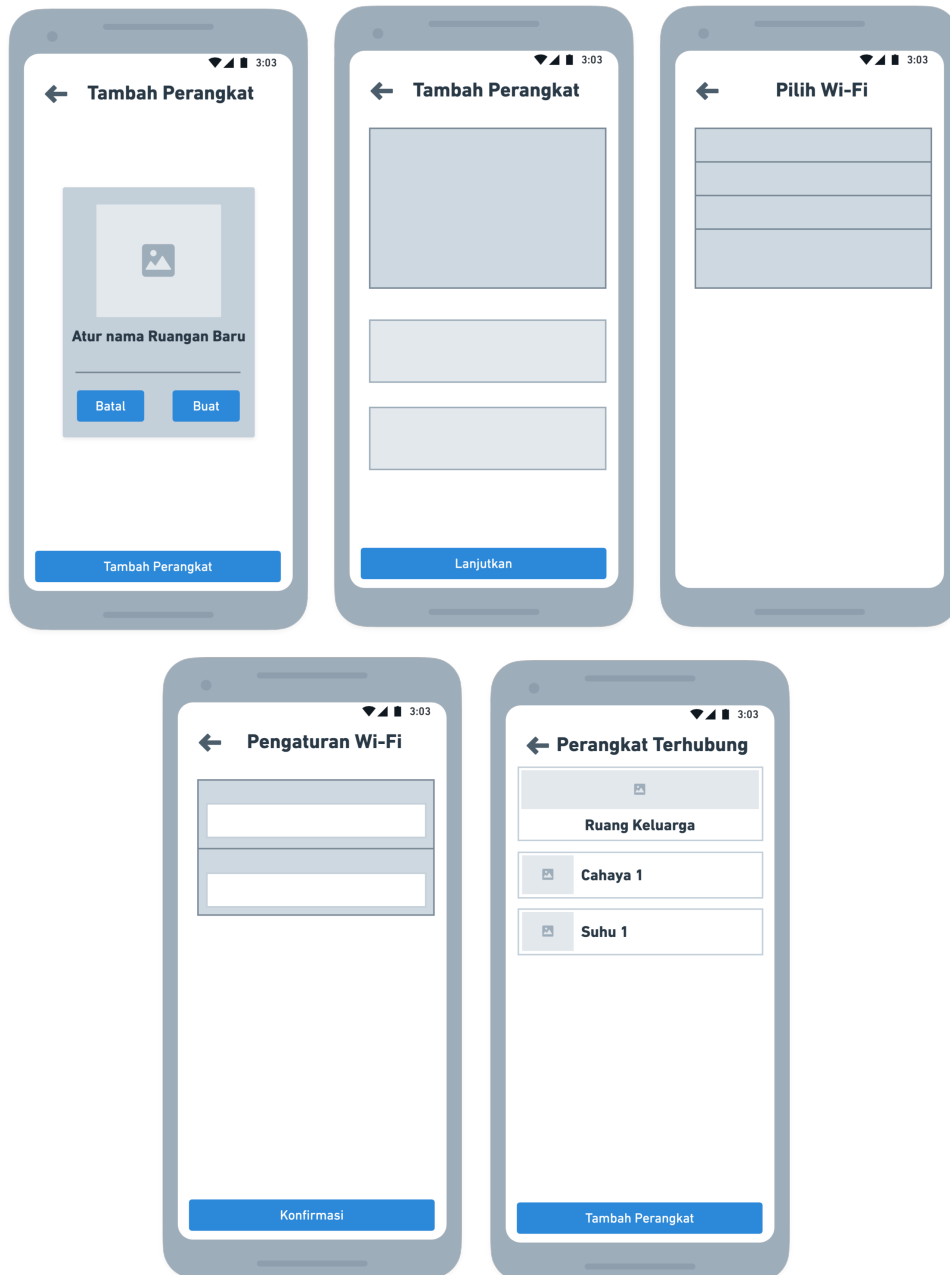 3:03
Tambah Perangkat
Atur nama Ruangan Baru
Batal
Buat
Tambah Perangkat
3:03
Tambah Perangkat
Lanjutkan
3:03
Pilih Wi-Fi
3:03
Pengaturan Wi-Fi
Konfirmasi
3:03
Perangkat Terhubung
Ruang Keluarga
Cahaya 1
Suhu 1
Tambah Perangkat